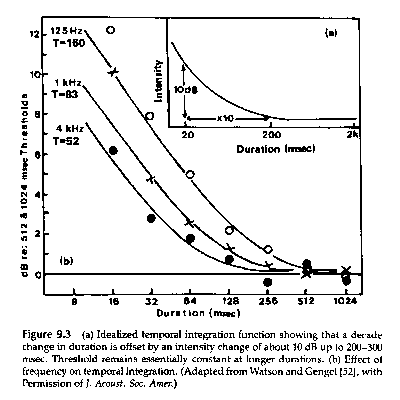 12
10
8
6
4
2
0
dB re: 512 & 1024 msec Thresholds
125 Hz
T=160
1 kHz
T=83
4 kHz
T=52
(b)
8 16 32 64 128 256 512 1024
Duration (msec)
(a)
Intensity
10dB
x10
20 200 2k
Duration (msec)
Figure 9.3 (a) Idealized temporal integration function showing that a decade
change in duration is offset by an intensity change of about 10 dB up to 200–300
msec. Threshold remains essentially constant at longer durations. (b) Effect of
frequency on temporal integration. (Adapted from Watson and Gengel [52], with
Permission of J. Acoust. Soc. Amer.)